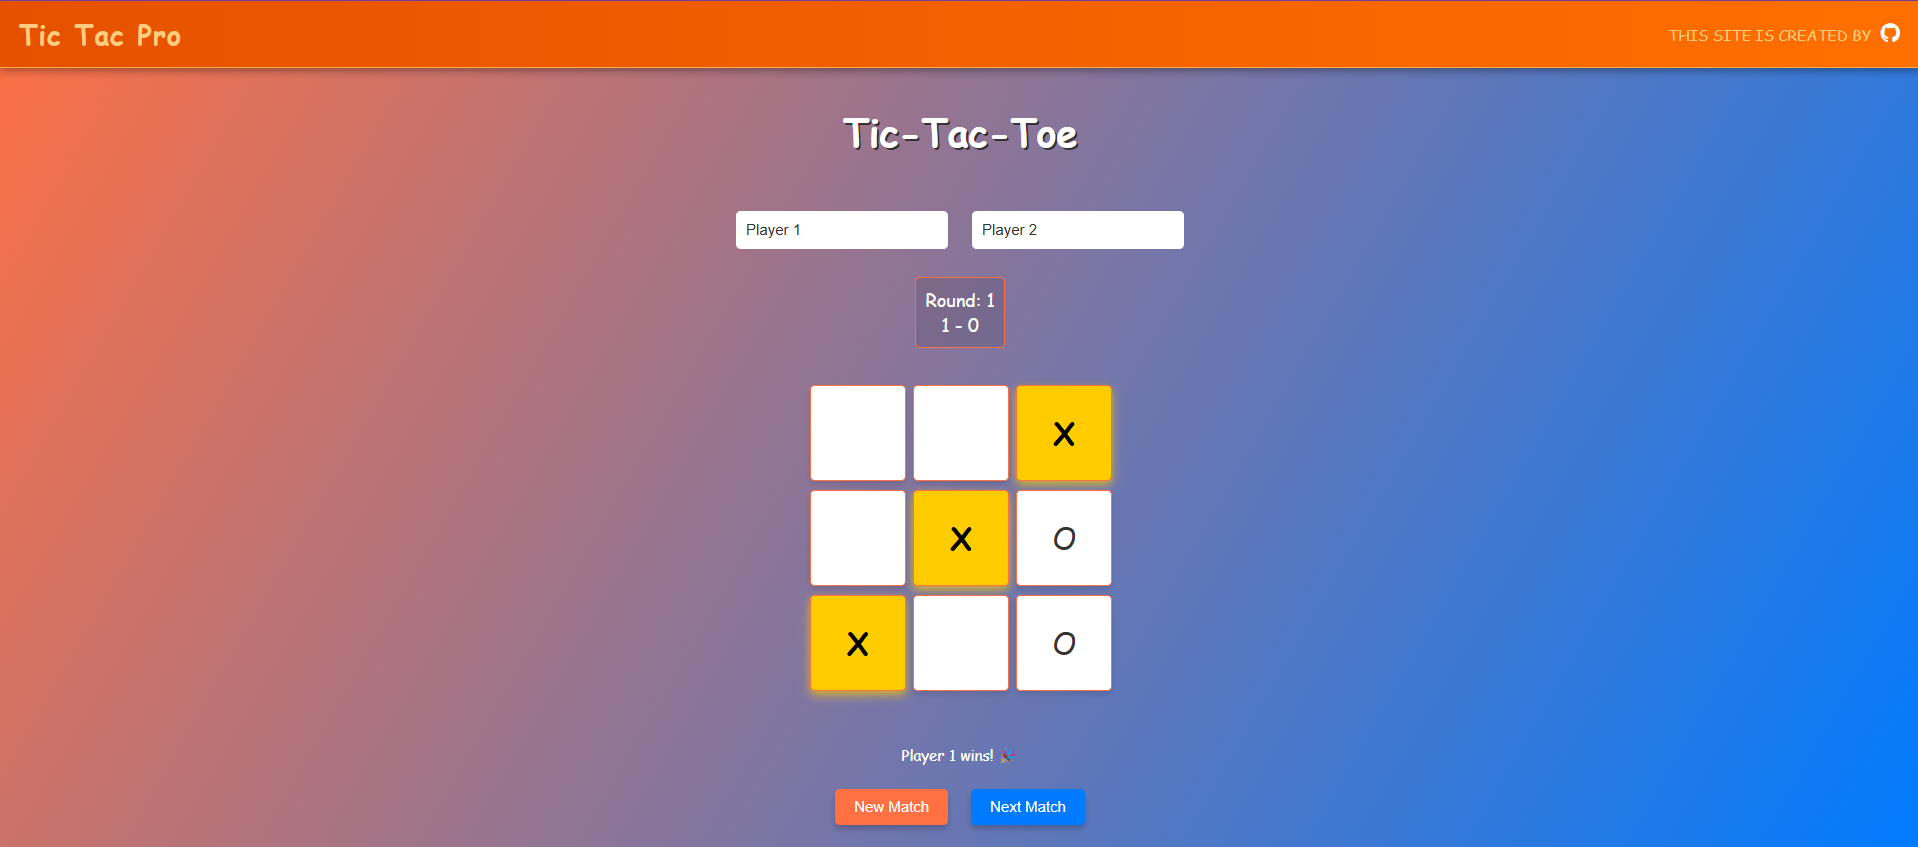 Tic Tac Pro
THIS SITE IS CREATED BY
Tic-Tac-Toe
Player 1
Player 2
Round: 1
1 - 0
X
X O
X O
Player 1 wins! 🎉
New Match
Next Match